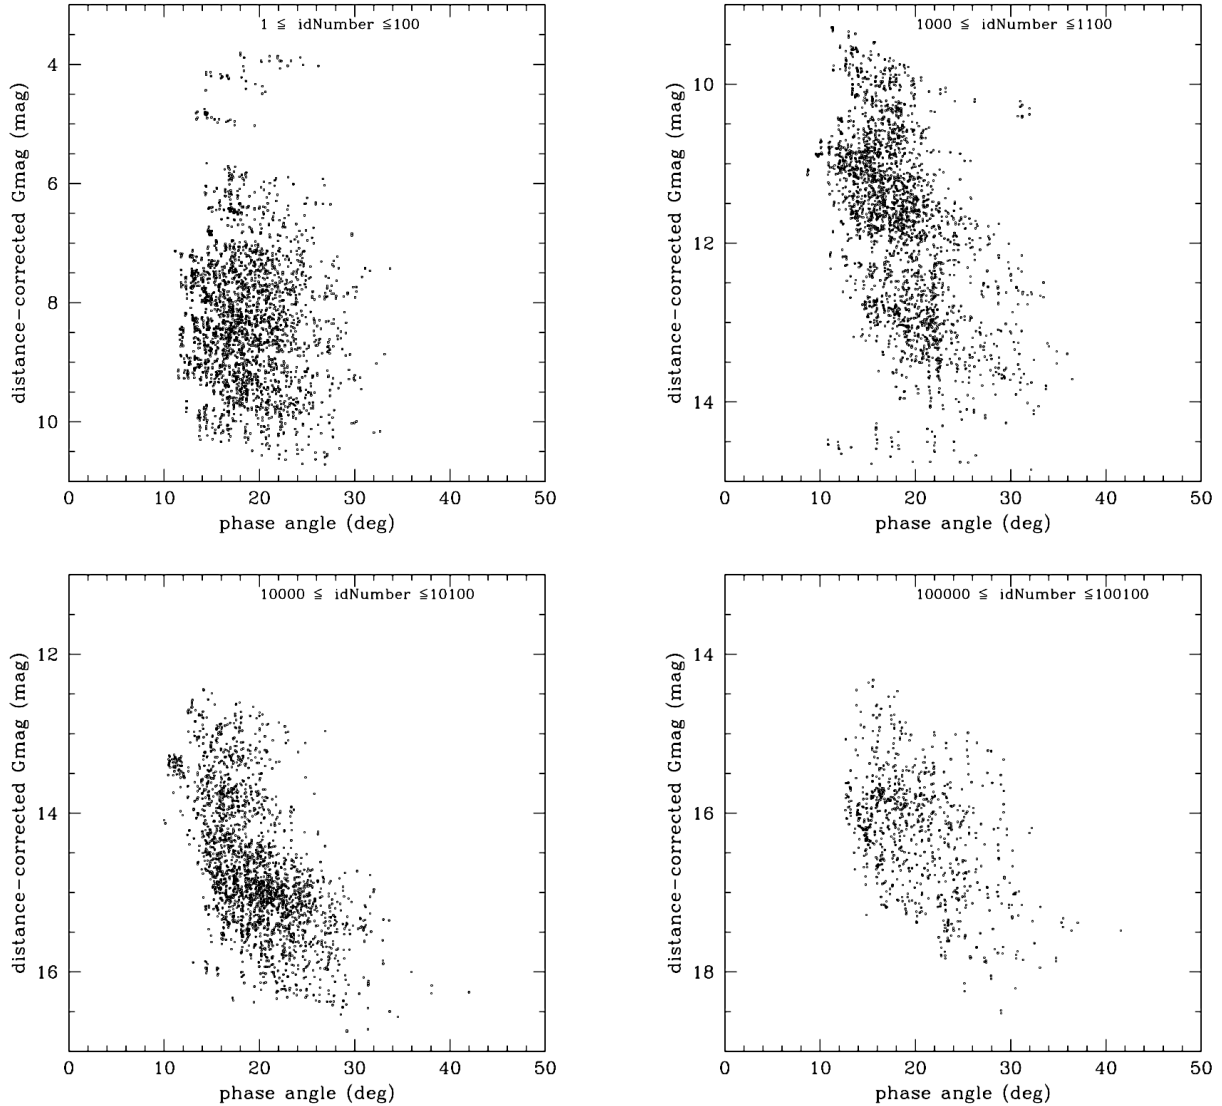 1 ≦ idNumber ≦100
distance-corrected Gmag (mag)
4
6
8
10
0 10 20 30 40 50
phase angle (deg)
1000 ≦ idNumber ≦1100
distance-corrected Gmag (mag)
10
12
14
0 10 20 30 40 50
phase angle (deg)
10000 ≦ idNumber ≦10100
distance-corrected Gmag (mag)
12
14
16
0 10 20 30 40 50
phase angle (deg)
100000 ≦ idNumber ≦100100
distance-corrected Gmag (mag)
14
16
18
0 10 20 30 40 50
phase angle (deg)